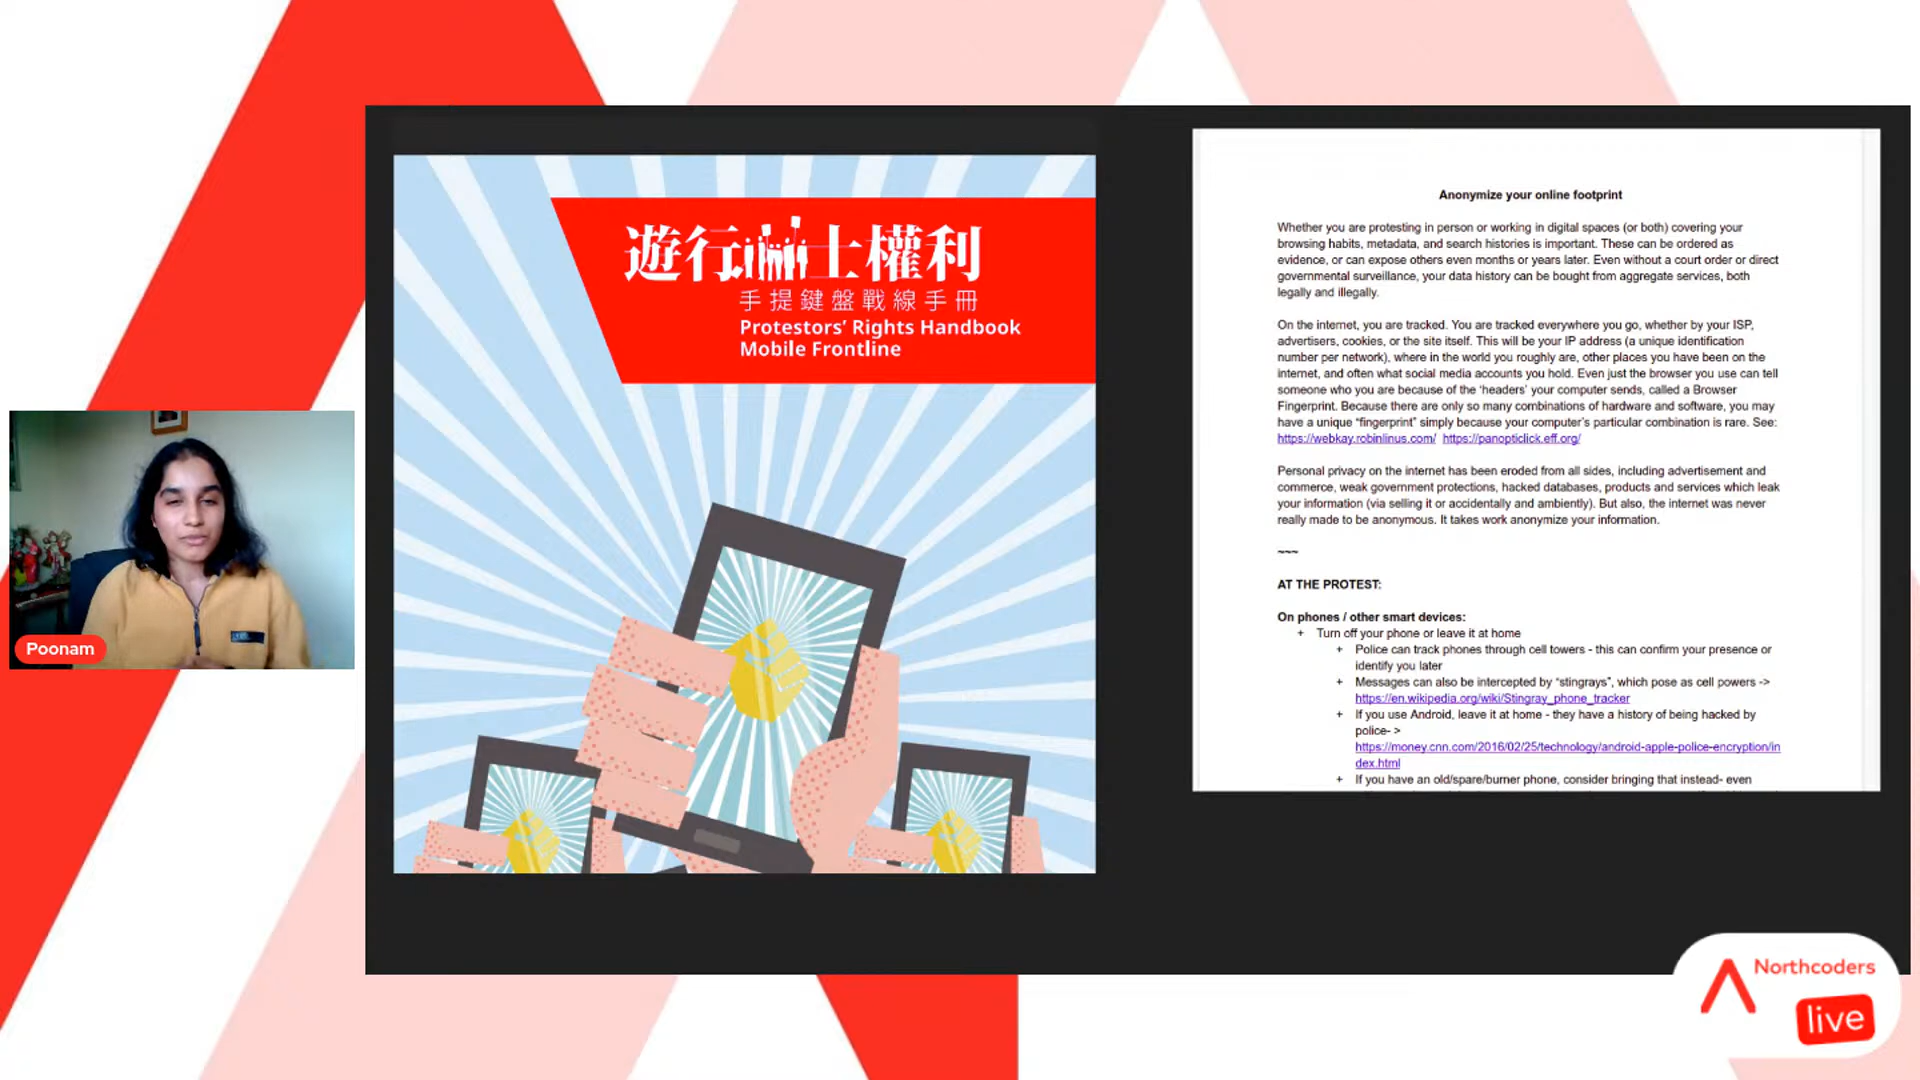 遊行 士權利
手提鍵盤戰線手冊
Protestors’ Rights Handbook
Mobile Frontline
Poonam
Anonymize your online footprint
Whether you are protesting in person or working in digital spaces (or both) covering your
browsing habits, metadata, and search histories is important. These can be ordered as
evidence, or can expose others even months or years later. Even without a court order or direct
governmental surveillance, your data history can be bought from aggregate services, both
legally and illegally.
On the internet, you are tracked. You are tracked everywhere you go, whether by your ISP,
advertisers, cookies, or the site itself. This will be your IP address (a unique identification
number per network), where in the world you roughly are, other places you have been on the
internet, and often what social media accounts you hold. Even just the browser you use can tell
someone who you are because of the ‘headers’ your computer sends, called a Browser
Fingerprint. Because there are only so many combinations of hardware and software, you may
have a unique “fingerprint” simply because your computer’s particular combination is rare. See:
https://webkay.robinlinus.com/ https://panopticlick.eff.org/
Personal privacy on the internet has been eroded from all sides, including advertisement and
commerce, weak government protections, hacked databases, products and services which leak
your information (via selling it or accidentally and ambiently). But also, the internet was never
really made to be anonymous. It takes work anonymize your information.
~~~
AT THE PROTEST:
On phones / other smart devices:
+ Turn off your phone or leave it at home
+ Police can track phones through cell towers - this can confirm your presence or
identify you later
+ Messages can also be intercepted by “stingrays”, which pose as cell powers ->
https://en.wikipedia.org/wiki/Stingray_phone_tracker
+ If you use Android, leave it at home - they have a history of being hacked by
police- >
https://money.cnn.com/2016/02/25/technology/android-apple-police-encryption/in
dex.html
+ If you have an old/spare/burner phone, consider bringing that instead- even
Northcoders
live